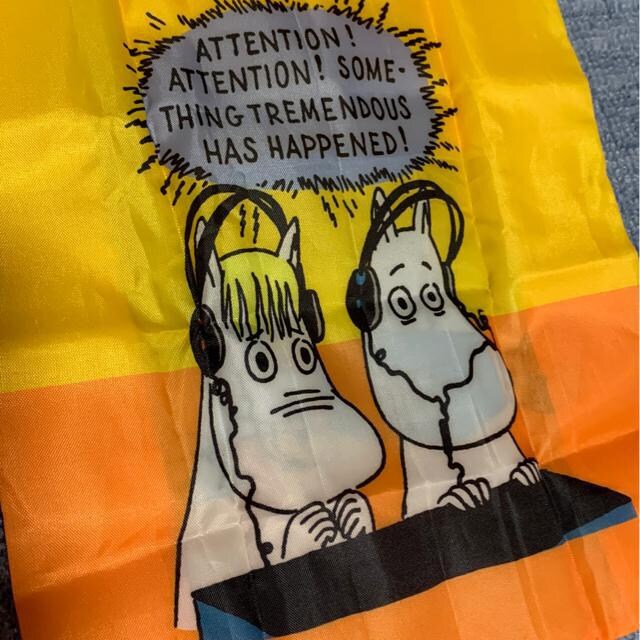 ATTENTION!
ATTENTION! SOME-
THING TREMENDOUS
HAS HAPPENED!